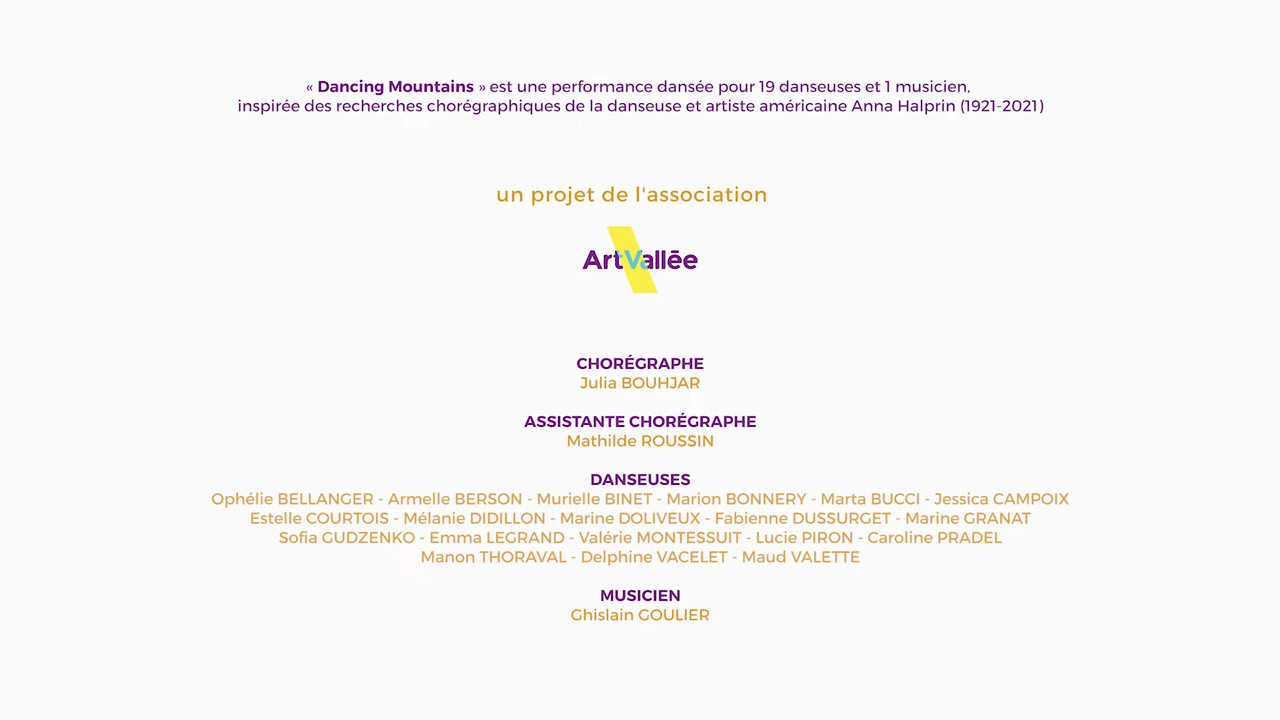 « Dancing Mountains » est une performance dansée pour 19 danseuses et 1 musicien,
inspirée des recherches chorégraphiques de la danseuse et artiste américaine Anna Halprin (1921-2021)
un projet de l'association
ArtVallēe
CHORÉGRAPHE
Julia BOUHJAR
ASSISTANTE CHORÉGRAPHE
Mathilde ROUSSIN
DANSEUSES
Ophélie BELLANGER - Armelle BERSON - Murielle BINET - Marion BONNERY - Marta BUCCI - Jessica CAMPOIX
Estelle COURTOIS - Mélanie DIDILLON - Marine DOLIVEUX - Fabienne DUSSURGET - Marine GRANAT
Sofia GUDZENKO - Emma LEGRAND - Valérie MONTESSUIT - Lucie PIRON - Caroline PRADEL
Manon THORAVAL - Delphine VACELET - Maud VALETTE
MUSICIEN
Ghislain GOULIER